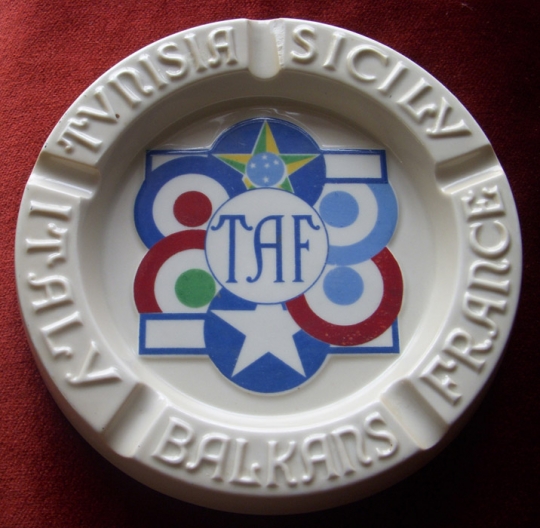 TVNISIA
SICILY
FRANCE
BALKANS
ITALY
TAF